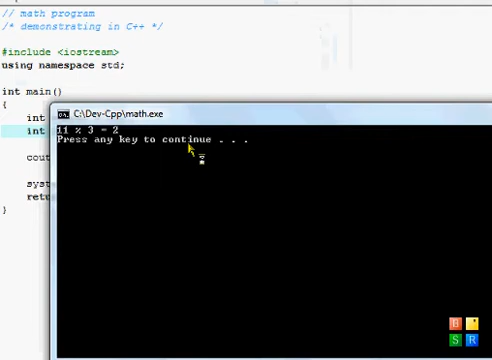 // math program
/* demonstrating in C++ */
#include <iostream>
using namespace std;
int main()
{
int
int
cout
syst
retu
}
C:\Dev-Cpp\math.exe
11 % 3 = 2
Press any key to continue . . .
B
S R